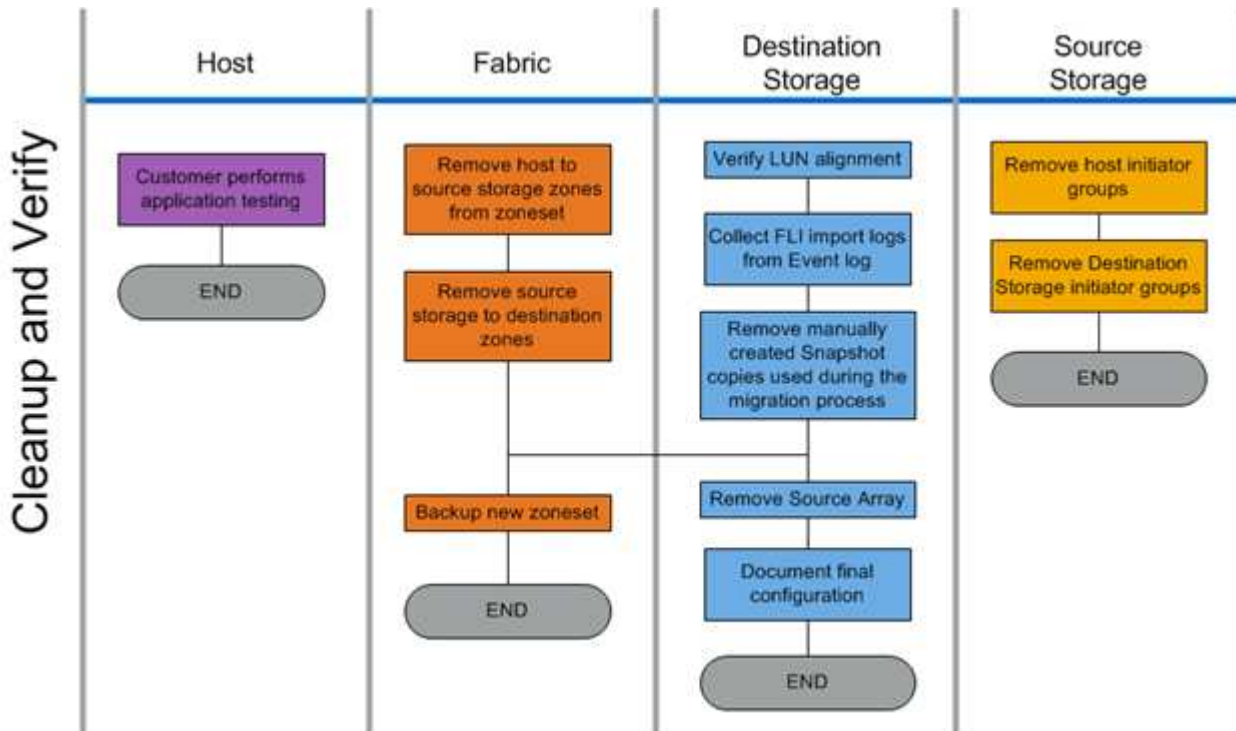 Cleanup and Verify
Host
Fabric
Destination
Storage
Source
Storage
Customer performs
application testing
END
Remove host to
source storage zones
from zoneset
Remove source
storage to destination
zones
Backup new zoneset
END
Verify LUN alignment
Collect FLI import logs
from Event log
Remove manually
created Snapshot
copies used during the
migration process
Remove Source Array
Document final
configuration
END
Remove host initiator
groups
Remove Destination
Storage initiator groups
END